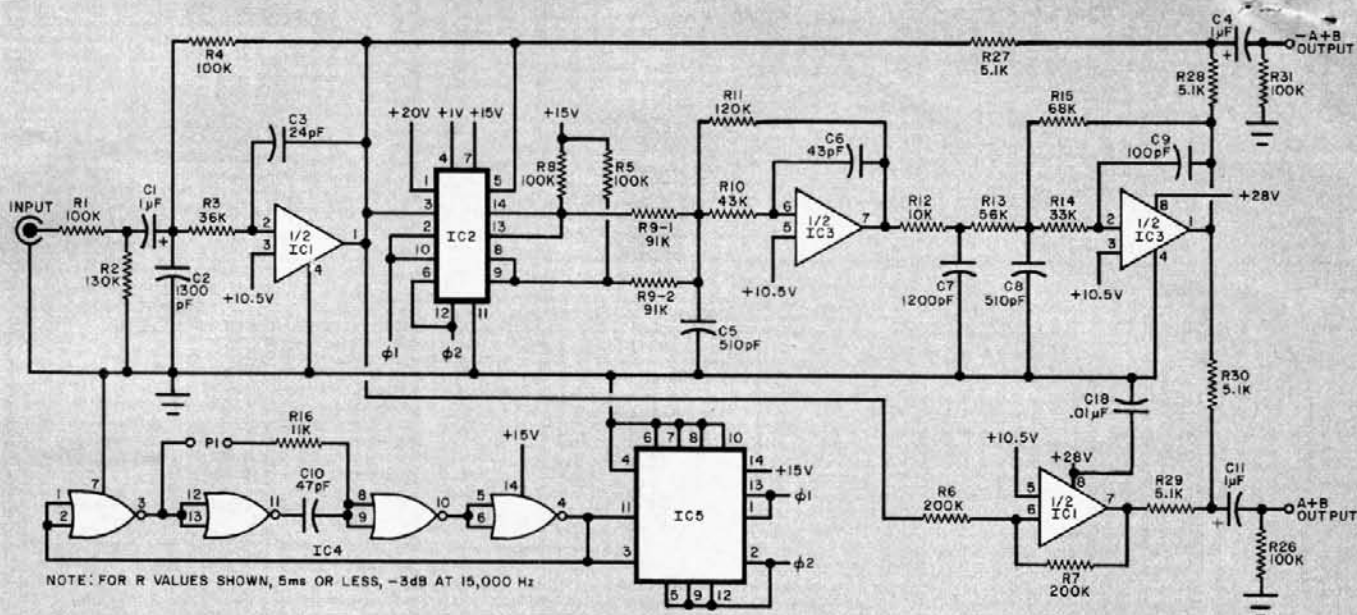 R4
100K
C3
24pF
+20V
+1V
+15V
+15V
R8
100K
R5
100K
R11
120K
C6
43pF
R27
5.1K
R15
68K
C9
100pF
R28
5.1K
C4
1µF
+
-A+B
OUTPUT
R31
100K
INPUT
R1
100K
C1
1µF
+
R3
36K
R2
130K
C2
1300
pF
2
3
1/2
IC1
1
4
+10.5V
4
7
1
3
2
10
6
12
11
5
14
13
8
9
IC2
ϕ1
ϕ2
R9-1
91K
R9-2
91K
R10
43K
C5
510pF
6
5
1/2
IC3
7
+10.5V
R12
10K
R13
56K
R14
33K
C7
1200pF
C8
510pF
2
3
1/2
IC3
8
1
4
+28V
+10.5V
R30
5.1K
P1
R16
11K
C10
47pF
+15V
7
1
2
3
12
13
11
8
9
10
5
6
14
4
IC4
4
6
7
8
10
11
3
14
13
1
2
5
9
12
IC5
+15V
ϕ1
ϕ2
C18
.01µF
+10.5V
+28V
R6
200K
5
6
1/2
IC1
8
7
R7
200K
R29
5.1K
C11
1µF
+
A+B
OUTPUT
R26
100K
NOTE: FOR R VALUES SHOWN, 5ms OR LESS, -3dB AT 15,000 Hz